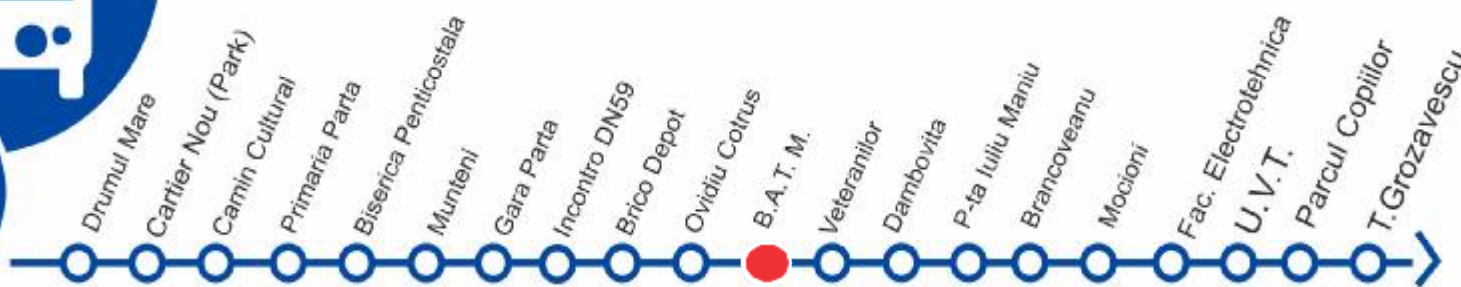 Drumul Mare
Cartier Nou (Park)
Camin Cultural
Primaria Parta
Biserica Penticostala
Munteni
Gara Parta
Incontro DN59
Brico Depot
Ovidiu Cotrus
B.A.T.M.
Veteranilor
Dambovita
P-ta Iuliu Maniu
Brancoveanu
Mocioni
Fac. Electrotehnica
U.V.T.
Parcul Copiilor
T.Grozavescu